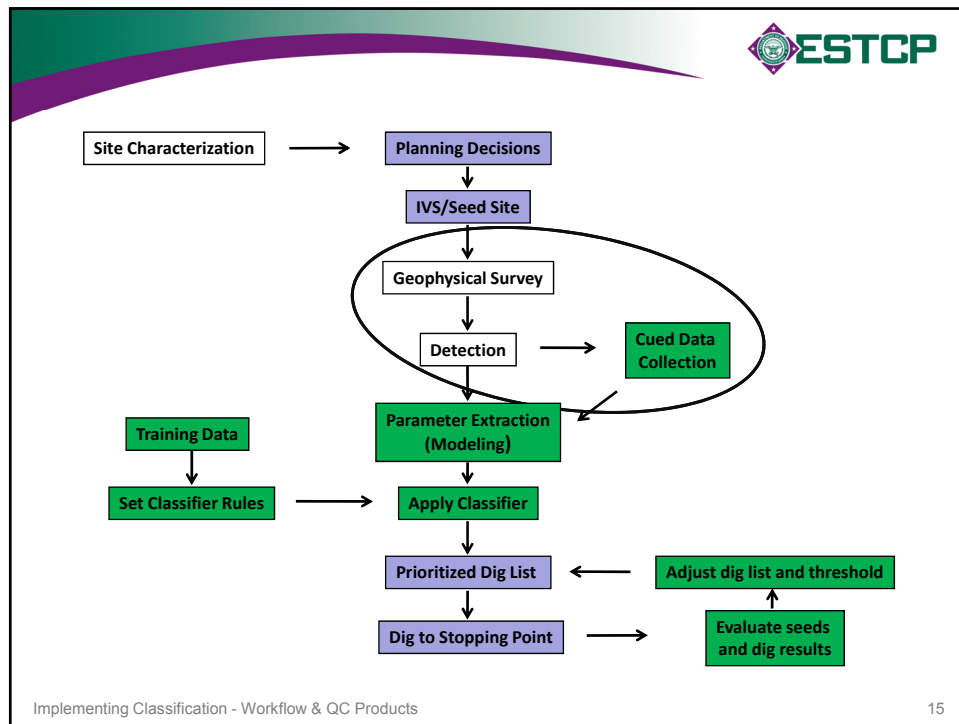 ESTCP
Site Characterization
Planning Decisions
IVS/Seed Site
Geophysical Survey
Detection
Cued Data
Collection
Parameter Extraction
(Modeling)
Training Data
Set Classifier Rules
Apply Classifier
Prioritized Dig List
Adjust dig list and threshold
Dig to Stopping Point
Evaluate seeds
and dig results
Implementing Classification - Workflow & QC Products
15